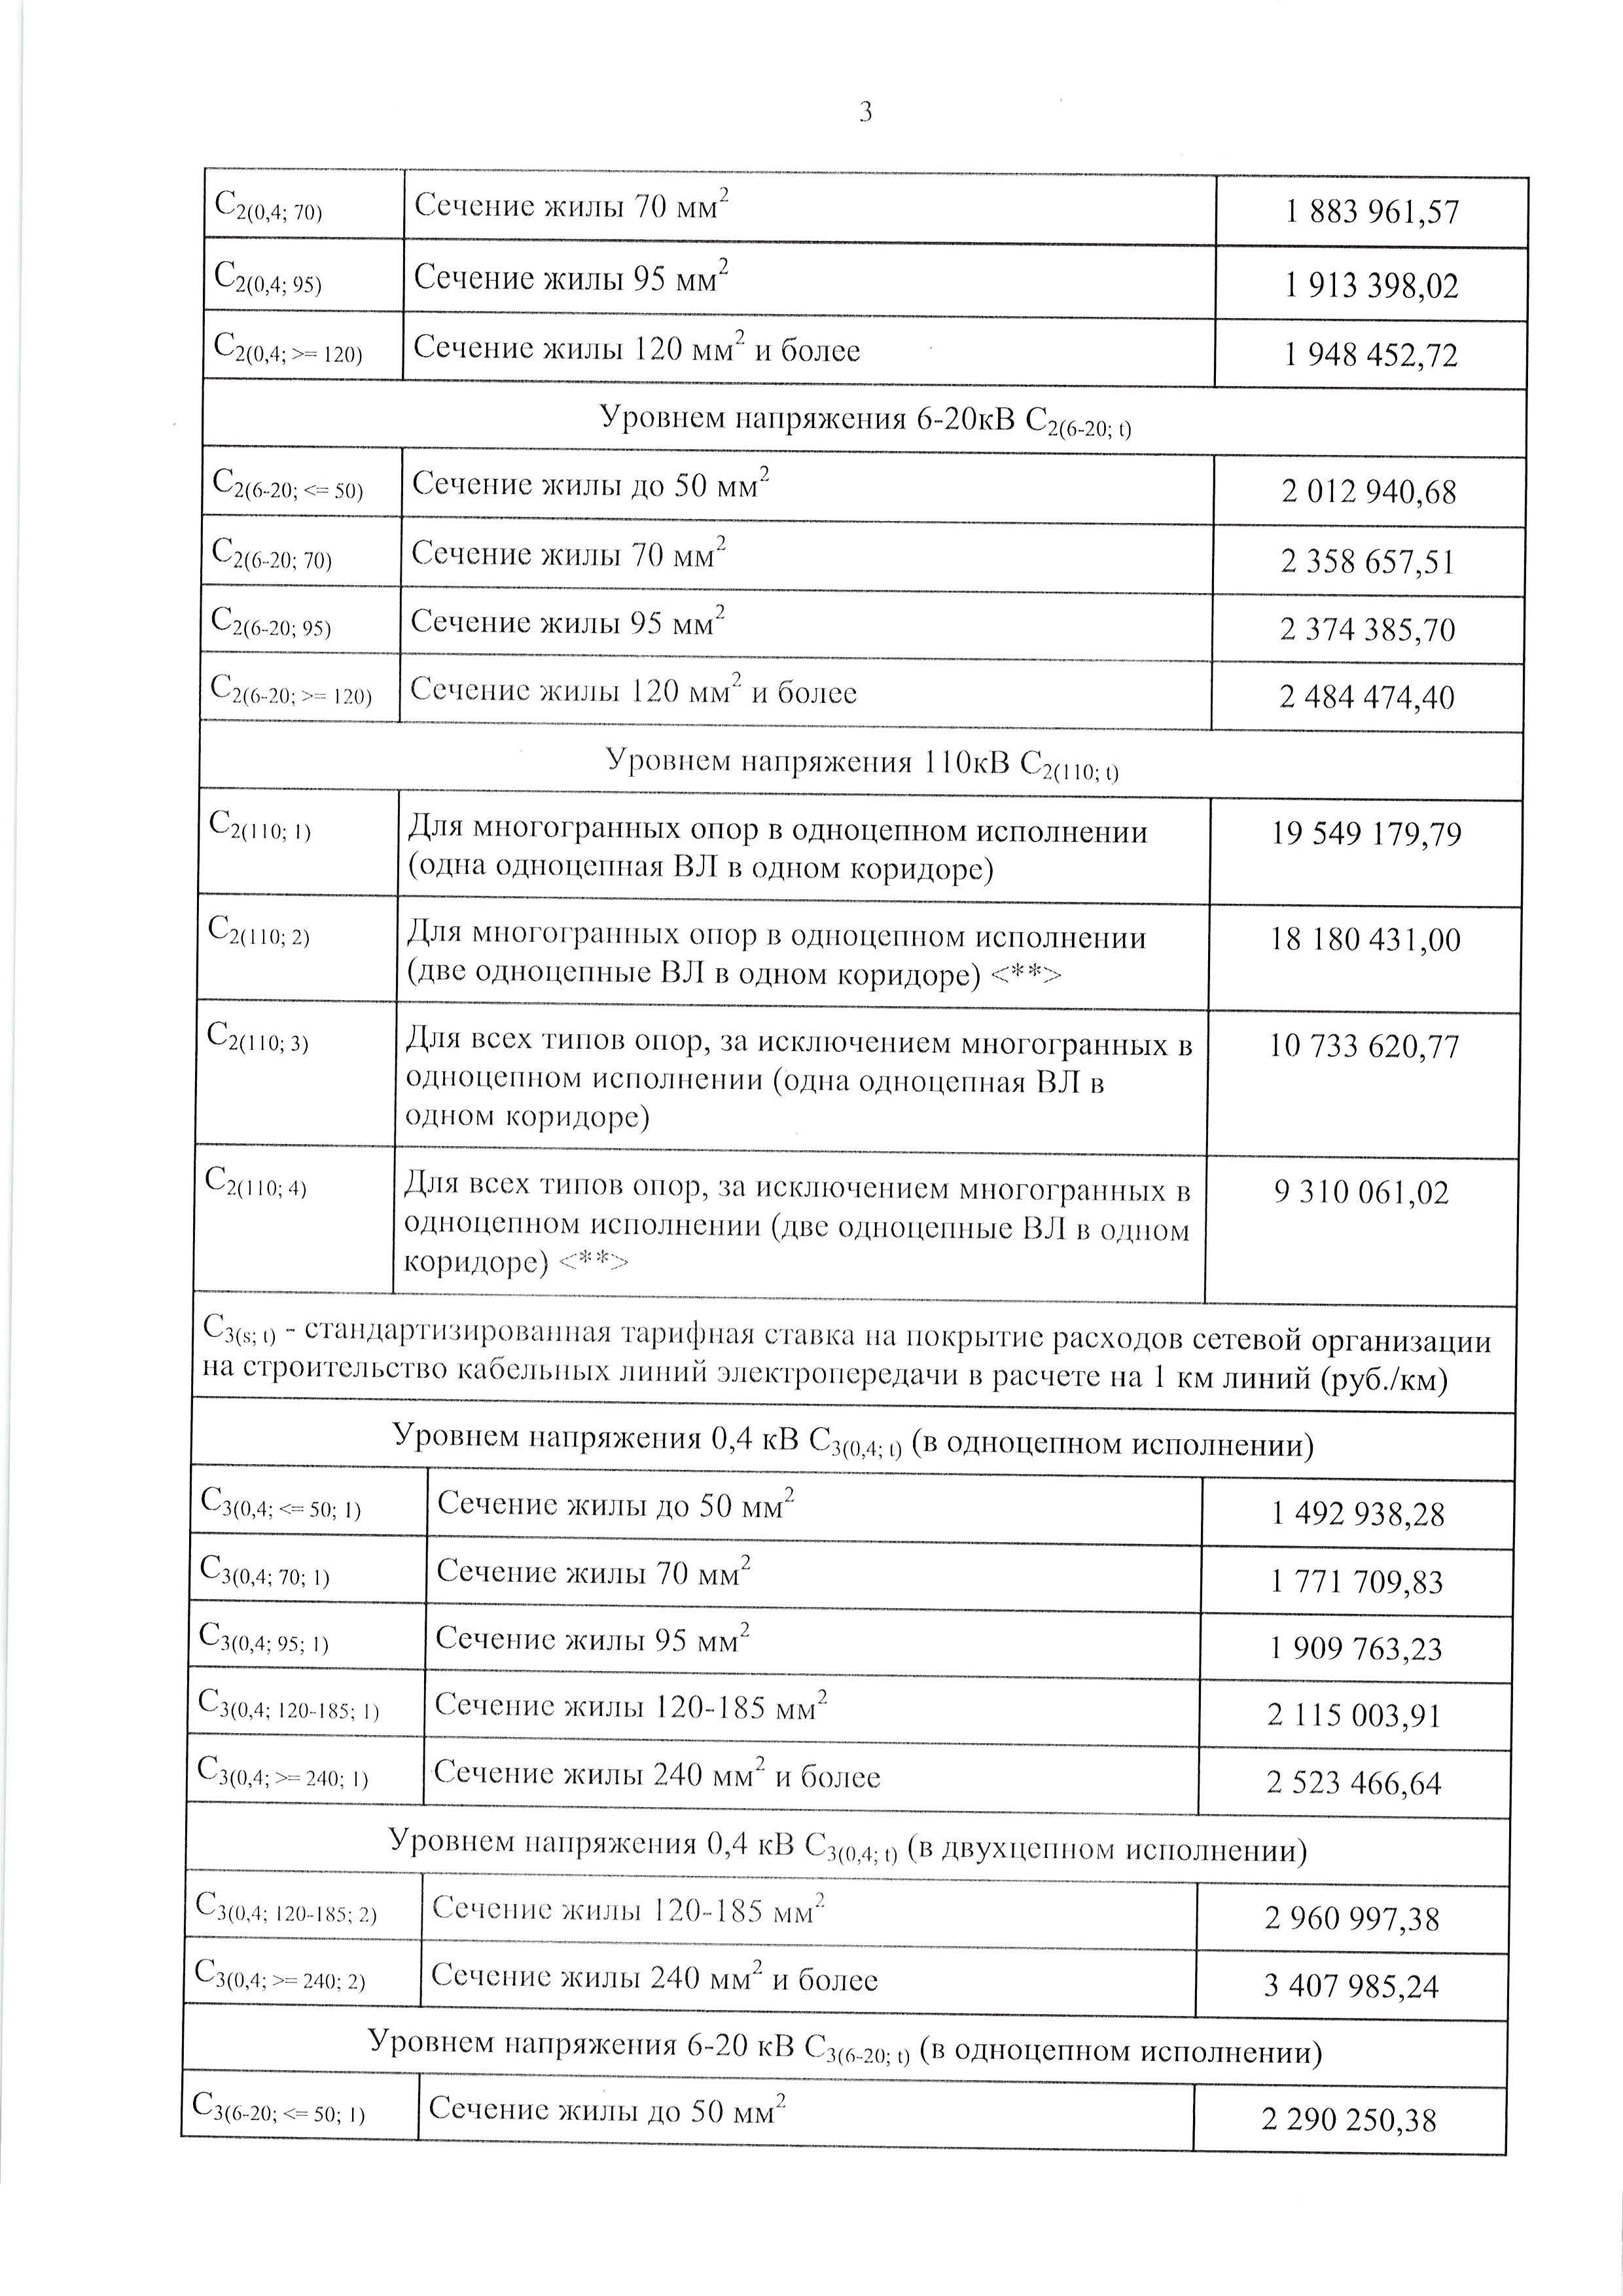 3
C2(0,4; 70) Сечение жилы 70 мм2 1 883 961,57
C2(0,4; 95) Сечение жилы 95 мм2 1 913 398,02
C2(0,4; >= 120) Сечение жилы 120 мм2 и более 1 948 452,72
Уровнем напряжения 6-20кВ C2(6-20; t)
C2(6-20; <= 50) Сечение жилы до 50 мм2 2 012 940,68
C2(6-20; 70) Сечение жилы 70 мм2 2 358 657,51
C2(6-20; 95) Сечение жилы 95 мм2 2 374 385,70
C2(6-20; >= 120) Сечение жилы 120 мм2 и более 2 484 474,40
Уровнем напряжения 110кВ C2(110; t)
C2(110; 1) Для многогранных опор в одноцепном исполнении 19 549 179,79
(одна одноцепная ВЛ в одном коридоре)
C2(110; 2) Для многогранных опор в одноцепном исполнении 18 180 431,00
(две одноцепные ВЛ в одном коридоре) <**>
C2(110; 3) Для всех типов опор, за исключением многогранных в 10 733 620,77
одноцепном исполнении (одна одноцепная ВЛ в
одном коридоре)
C2(110; 4) Для всех типов опор, за исключением многогранных в 9 310 061,02
одноцепном исполнении (две одноцепные ВЛ в одном
коридоре) <**>
C3(s; t) - стандартизированная тарифная ставка на покрытие расходов сетевой организации
на строительство кабельных линий электропередачи в расчете на 1 км линий (руб./км)
Уровнем напряжения 0,4 кВ C3(0,4; t) (в одноцепном исполнении)
C3(0,4; <= 50; 1) Сечение жилы до 50 мм2 1 492 938,28
C3(0,4; 70; 1) Сечение жилы 70 мм2 1 771 709,83
C3(0,4; 95; 1) Сечение жилы 95 мм2 1 909 763,23
C3(0,4; 120-185; 1) Сечение жилы 120-185 мм2 2 115 003,91
C3(0,4; >= 240; 1) Сечение жилы 240 мм2 и более 2 523 466,64
Уровнем напряжения 0,4 кВ C3(0,4; t) (в двухцепном исполнении)
C3(0,4; 120-185; 2) Сечение жилы 120-185 мм2 2 960 997,38
C3(0,4; >= 240; 2) Сечение жилы 240 мм2 и более 3 407 985,24
Уровнем напряжения 6-20 кВ C3(6-20; t) (в одноцепном исполнении)
C3(6-20; <= 50; 1) Сечение жилы до 50 мм2 2 290 250,38